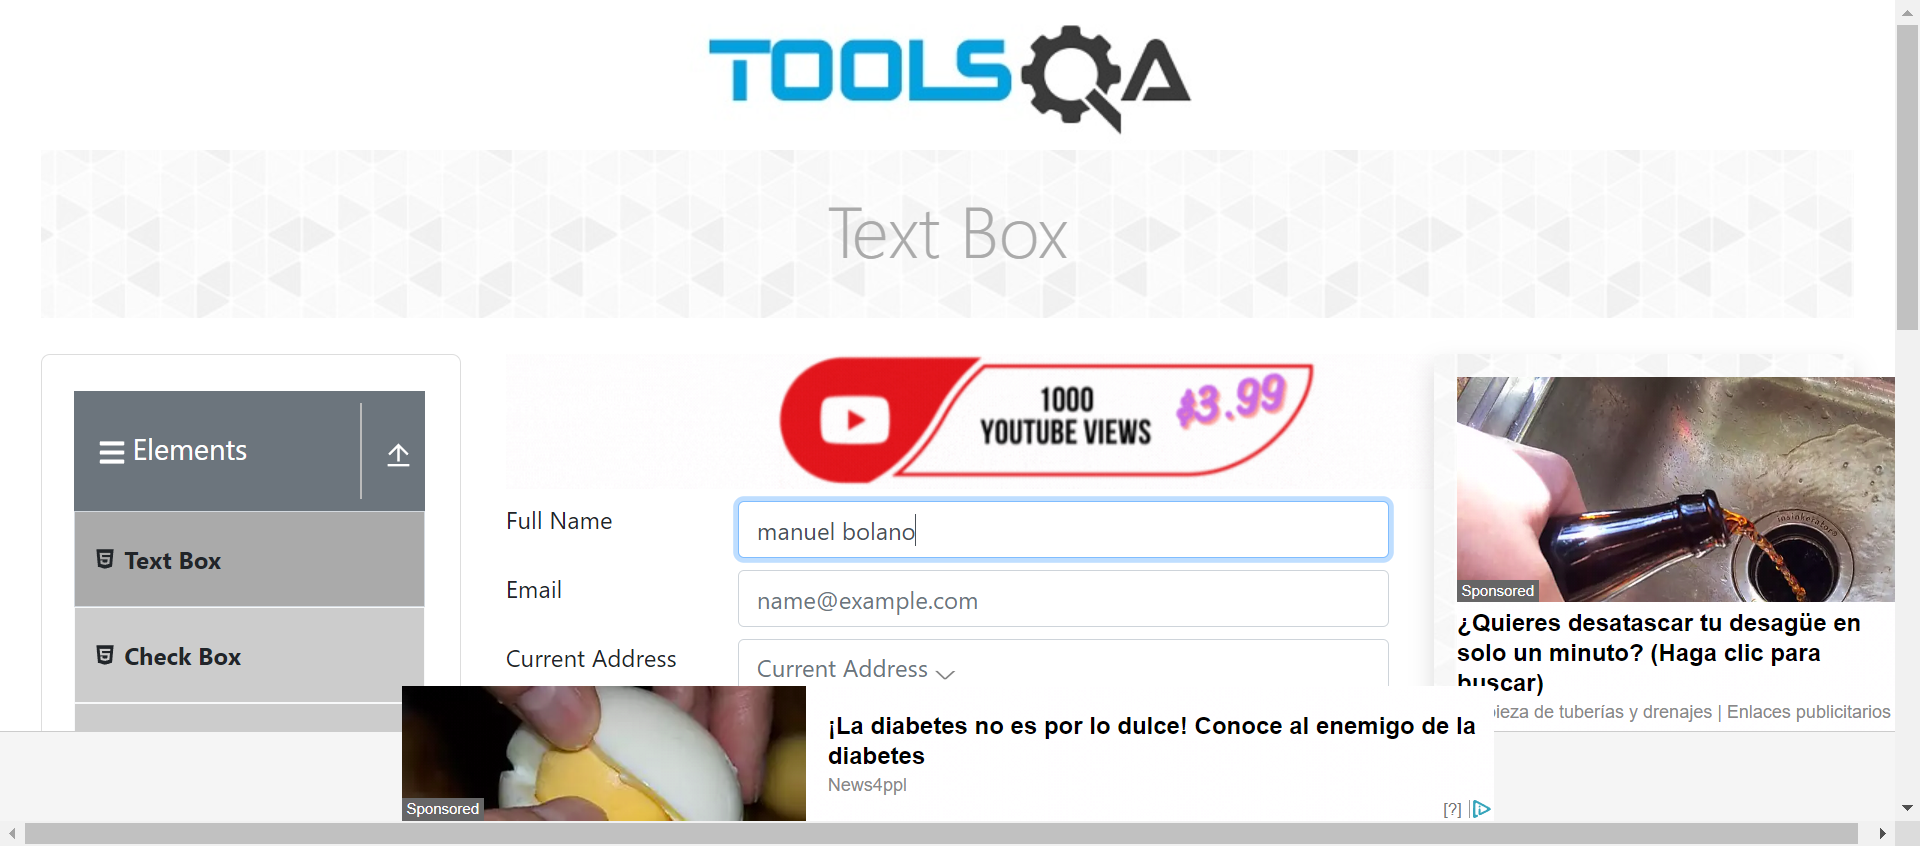 TOOLSQA
Text Box
Elements
Text Box
Check Box
1000
YOUTUBE VIEWS
$3.99
Full Name
manuel bolano
Email
name@example.com
Current Address
Current Address
insinkerator
Sponsored
¿Quieres desatascar tu desagüe en
solo un minuto? (Haga clic para
buscar)
pieza de tuberías y drenajes | Enlaces publicitarios
Sponsored
¡La diabetes no es por lo dulce! Conoce al enemigo de la
diabetes
News4ppl
[?]